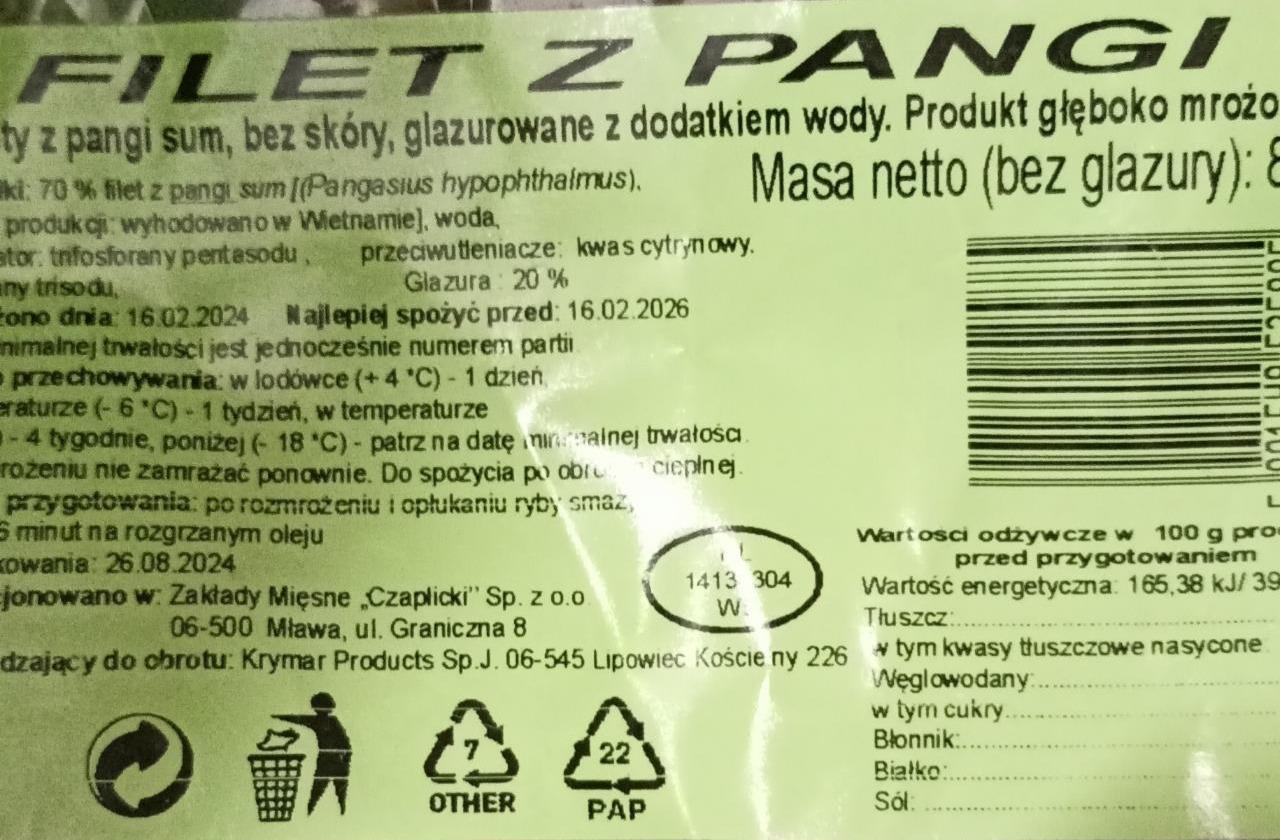 FILET Z PANGI
ty z pangi sum, bez skóry, glazurowane z dodatkiem wody. Produkt głęboko mrożo
Masa netto (bez glazury): 8
ki: 70 % filet z pangi sum [(Pangasius hypophthalmus),
produkcji: wyhodowano w Wietnamie], woda,
ator: trifosforany pentasodu, przeciwutleniacze: kwas cytrynowy.
any trisodu, Glazura : 20 %
żono dnia: 16.02.2024 Najlepiej spożyć przed: 16.02.2026
nimalnej trwałości jest jednocześnie numerem partii
przechowywania: w lodówce (+ 4 °C) - 1 dzień,
eraturze (- 6 °C) - 1 tydzień, w temperaturze
) - 4 tygodnie, poniżej (- 18 °C) - patrz na datę minimalnej trwałości.
rożeniu nie zamrażać ponownie. Do spożycia po cieplnej.
przygotowania: po rozmrożeniu i opłukaniu ryby smaż,
6 minut na rozgrzanym oleju
kowania: 26.08.2024
cjonowano w: Zakłady Mięsne „Czaplicki" Sp. z o.o
06-500 Mława, ul. Graniczna 8
dzający do obrotu: Krymar Products Sp.J. 06-545 Lipowiec Kościelny 226
1413 304
W
Wartości odżywcze w 100 g pro
przed przygotowaniem
Wartość energetyczna: 165,38 kJ/ 39
Tłuszcz:
w tym kwasy tłuszczowe nasycone
Węglowodany:
w tym cukry
Błonnik:
Białko:
Sól:
7
OTHER
22
PAP